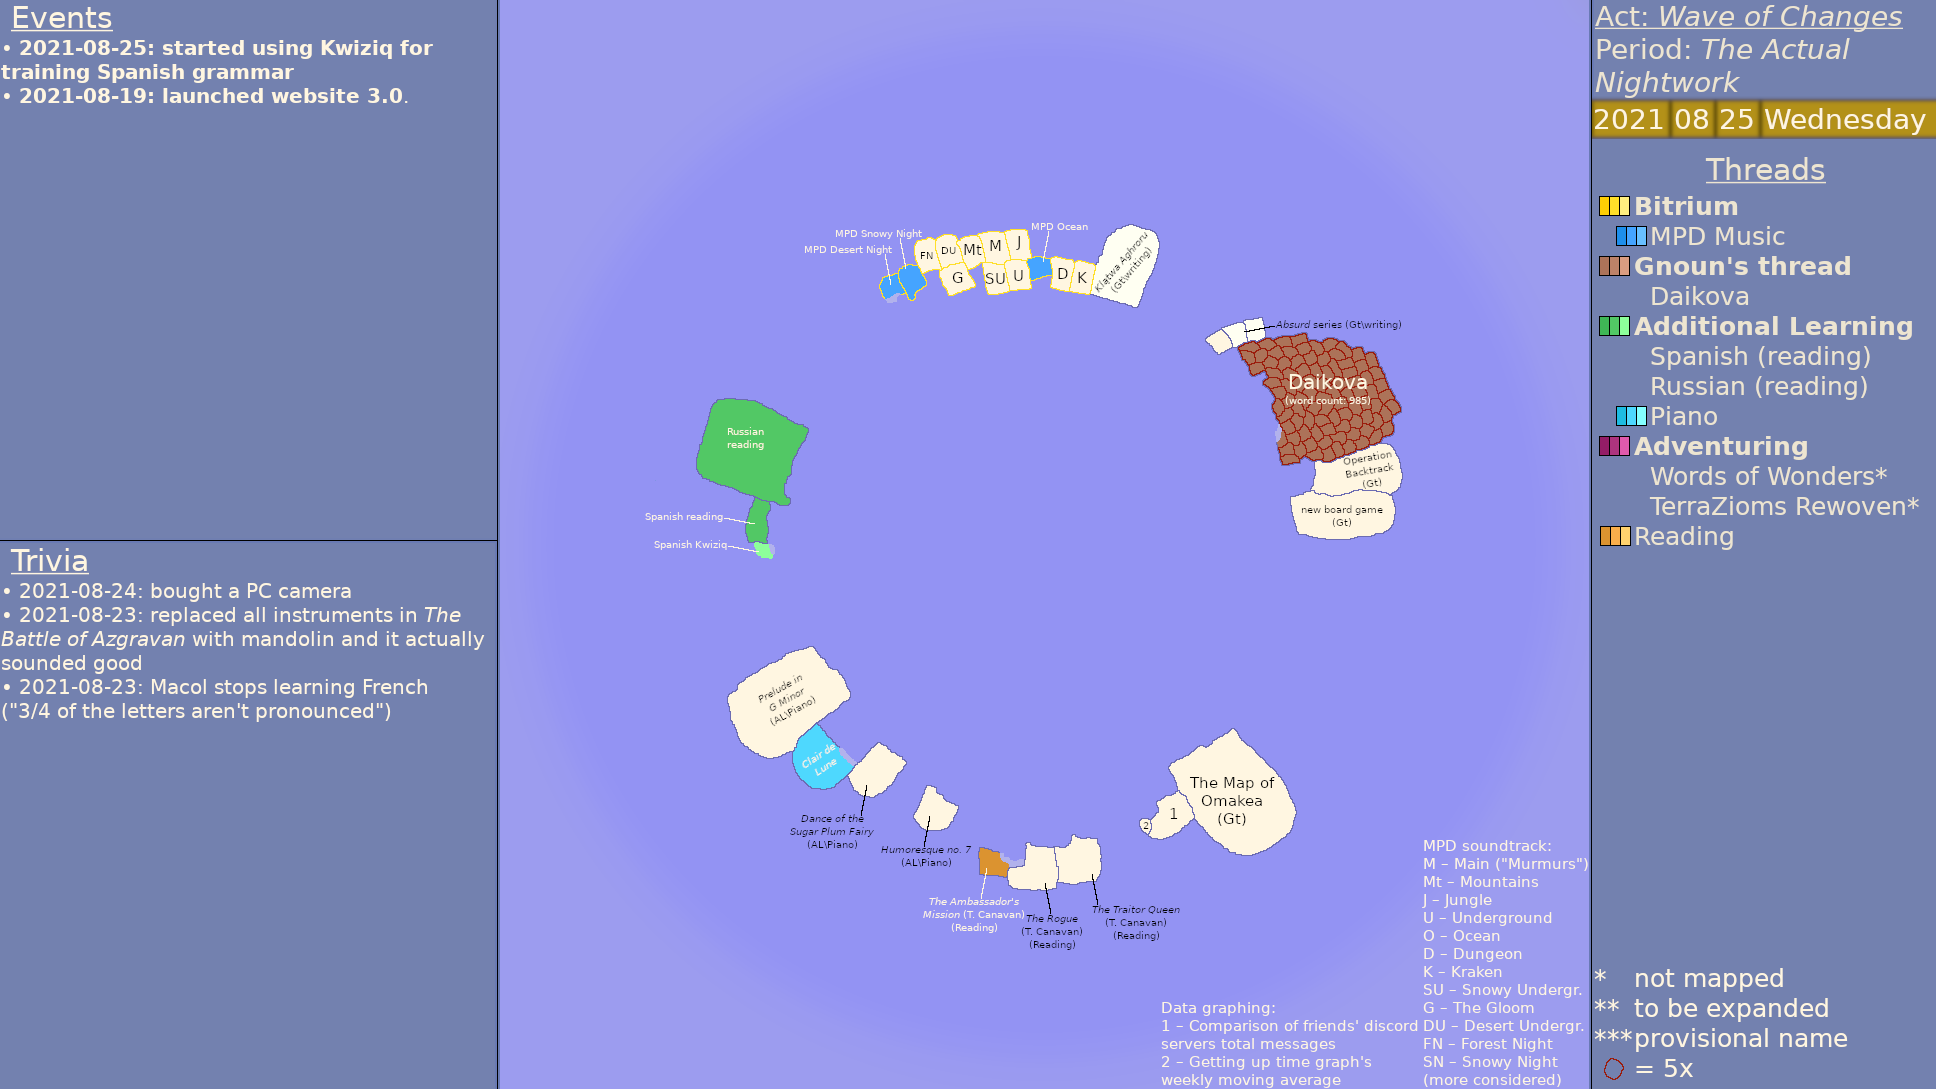 Events
• 2021-08-25: started using Kwiziq for
training Spanish grammar
• 2021-08-19: launched website 3.0.
Trivia
• 2021-08-24: bought a PC camera
• 2021-08-23: replaced all instruments in The
Battle of Azgravan with mandolin and it actually
sounded good
• 2021-08-23: Macol stops learning French
("3/4 of the letters aren't pronounced")
MPD Snowy Night
MPD Desert Night
MPD Ocean
FN
DU
Mt
M
J
G
SU
U
D
K
Klątwa Aghroru
(Gt\writing)
Absurd series (Gt\writing)
Daikova
(word count: 985)
Operation
Backtrack
(Gt)
new board game
(Gt)
Russian
reading
Spanish reading
Spanish Kwiziq
Prelude in
G Minor
(AL\Piano)
Clair de
Lune
Dance of the
Sugar Plum Fairy
(AL\Piano)
Humoresque no. 7
(AL\Piano)
The Ambassador's
Mission (T. Canavan)
(Reading)
The Rogue
(T. Canavan)
(Reading)
The Traitor Queen
(T. Canavan)
(Reading)
The Map of
Omakea
(Gt)
1
2
Data graphing:
1 – Comparison of friends' discord
servers total messages
2 – Getting up time graph's
weekly moving average
MPD soundtrack:
M – Main ("Murmurs")
Mt – Mountains
J – Jungle
U – Underground
O – Ocean
D – Dungeon
K – Kraken
SU – Snowy Undergr.
G – The Gloom
DU – Desert Undergr.
FN – Forest Night
SN – Snowy Night
(more considered)
Act: Wave of Changes
Period: The Actual
Nightwork
2021 08 25 Wednesday
Threads
Bitrium
MPD Music
Gnoun's thread
Daikova
Additional Learning
Spanish (reading)
Russian (reading)
Piano
Adventuring
Words of Wonders*
TerraZioms Rewoven*
Reading
* not mapped
** to be expanded
*** provisional name
= 5x